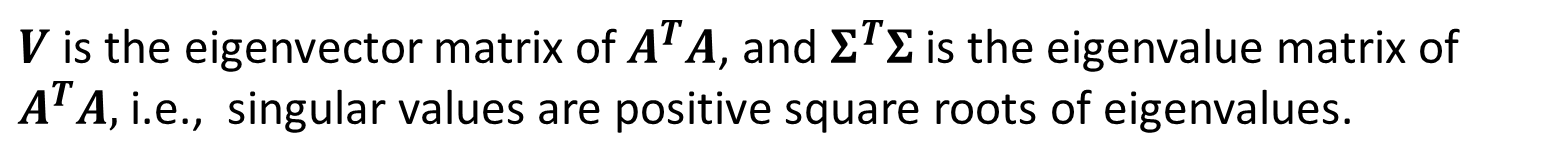 V is the eigenvector matrix of AᵀA, and ΣᵀΣ is the eigenvalue matrix of
AᵀA, i.e., singular values are positive square roots of eigenvalues.